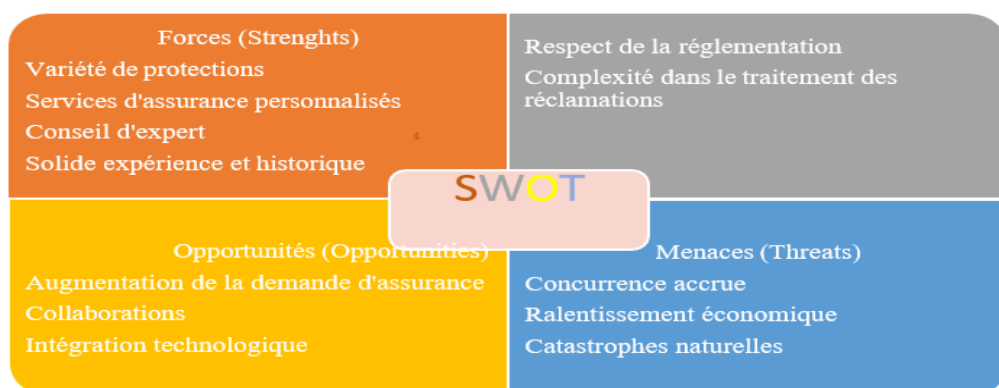 Forces (Strenghts)
Variété de protections
Services d'assurance personnalisés
Conseil d'expert
Solide expérience et historique
Respect de la réglementation
Complexité dans le traitement des
réclamations
SWOT
Opportunités (Opportunities)
Augmentation de la demande d'assurance
Collaborations
Intégration technologique
Menaces (Threats)
Concurrence accrue
Ralentissement économique
Catastrophes naturelles